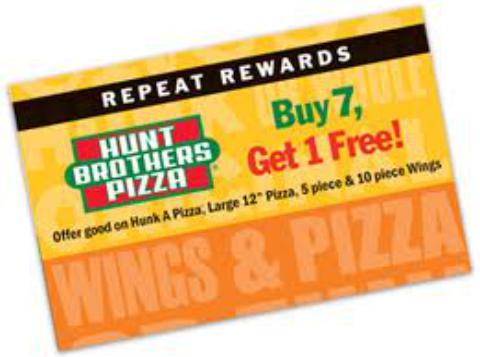 REPEAT REWARDS
HUNT
BROTHERS®
PIZZA
Buy 7,
Get 1 Free!
Offer good on Hunk A Pizza, Large 12" Pizza, 5 piece & 10 piece Wings
WINGS & PIZZA